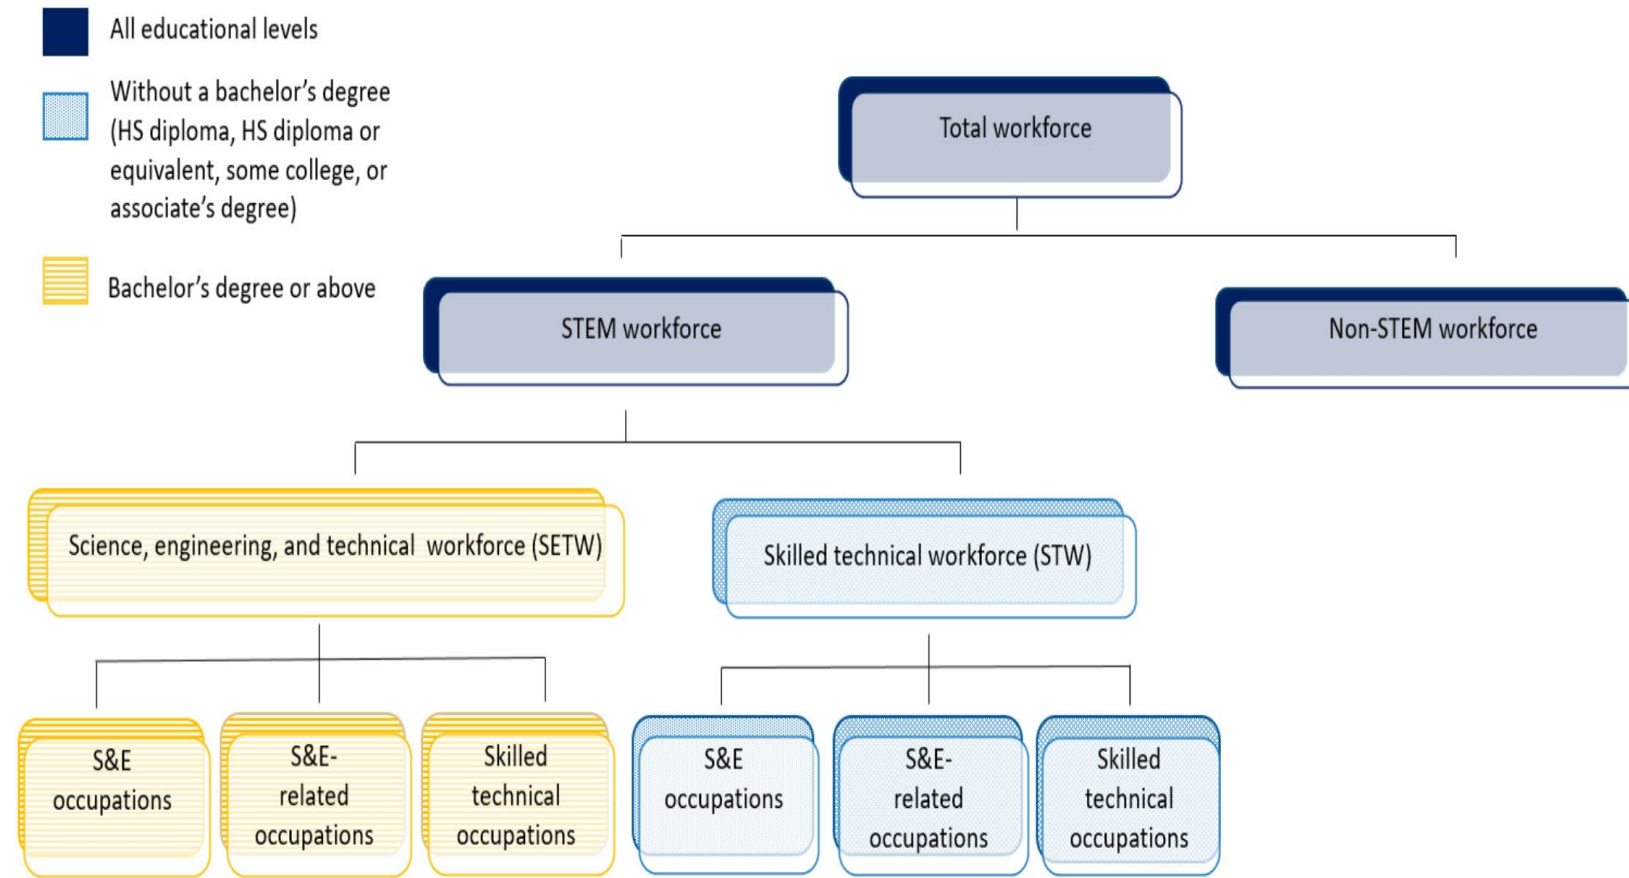 All educational levels
Without a bachelor’s degree
(HS diploma, HS diploma or
equivalent, some college, or
associate’s degree)
Bachelor’s degree or above
Total workforce
STEM workforce
Non-STEM workforce
Science, engineering, and technical workforce (SETW)
Skilled technical workforce (STW)
S&E
occupations
S&E-
related
occupations
Skilled
technical
occupations
S&E
occupations
S&E-
related
occupations
Skilled
technical
occupations